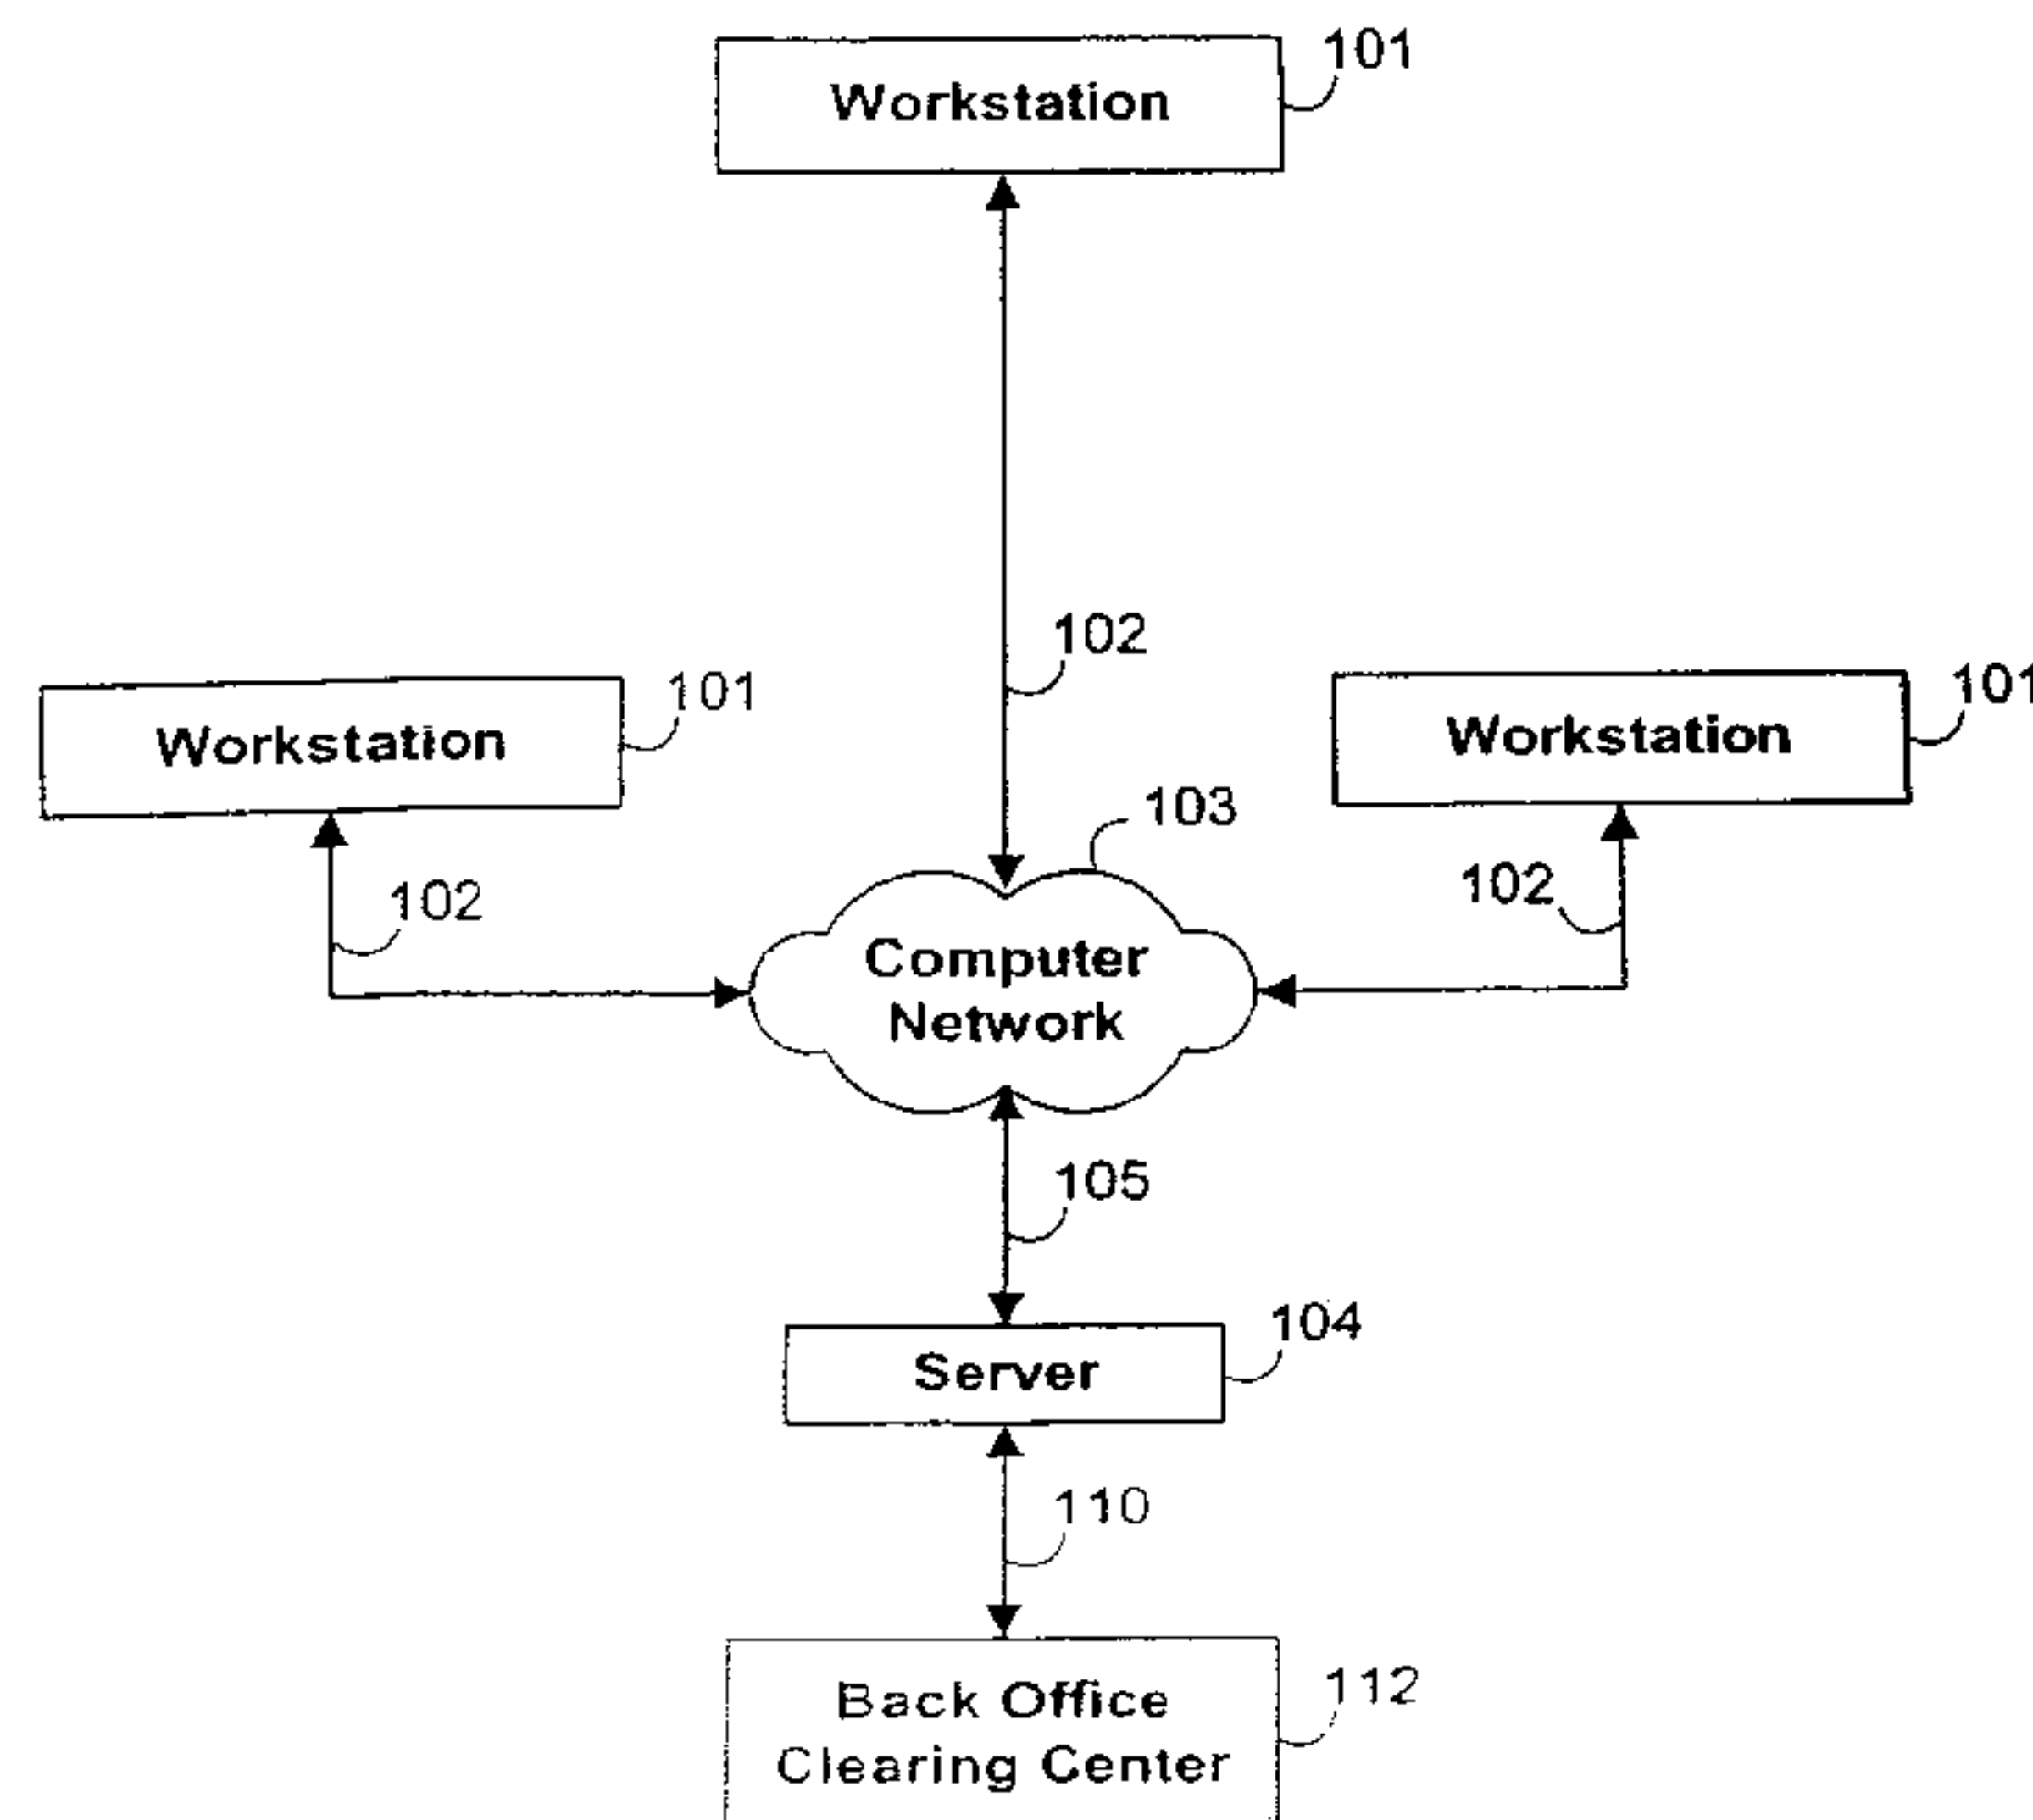 101
Workstation
102
101
Workstation
101
Workstation
103
102
102
Computer
Network
105
104
Server
110
112
Back Office
Clearing Center